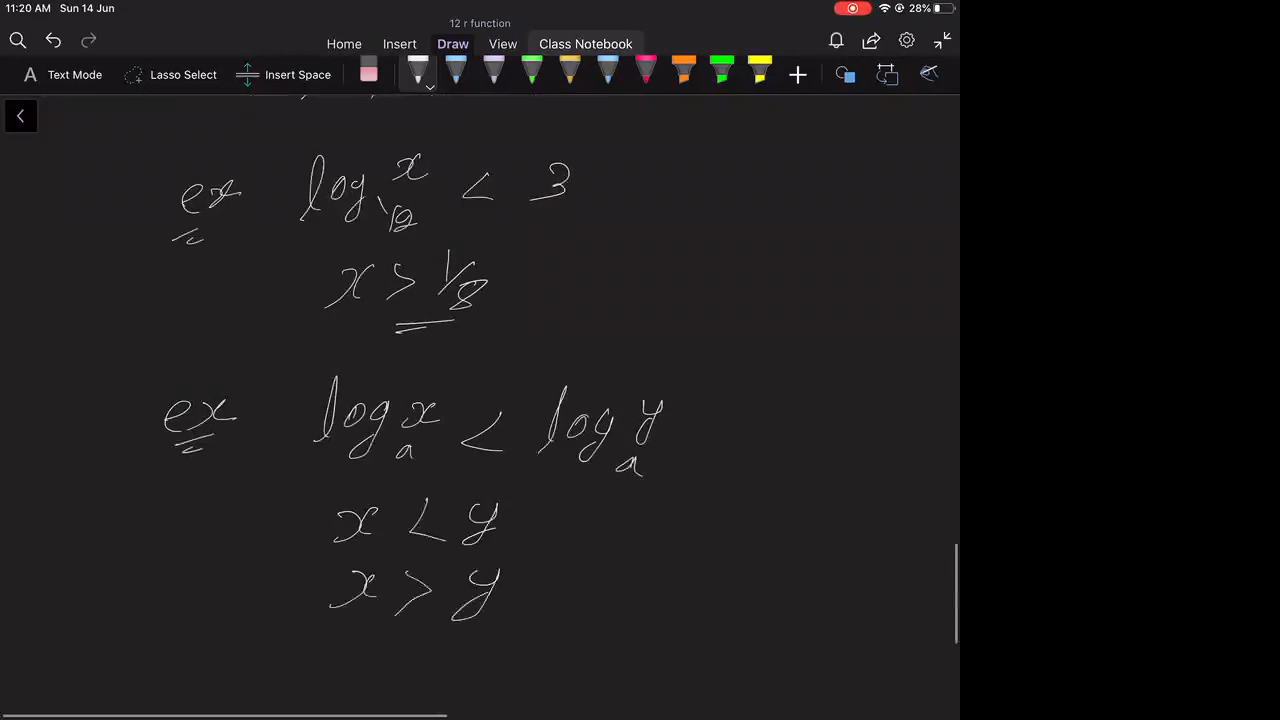 11:20 AM Sun 14 Jun
28%
12 r function
Home Insert Draw View Class Notebook
Text Mode Lasso Select Insert Space
ex log_{1/2} x < 3
x > 1/8
ex log_a x < log_a y
x < y
x > y